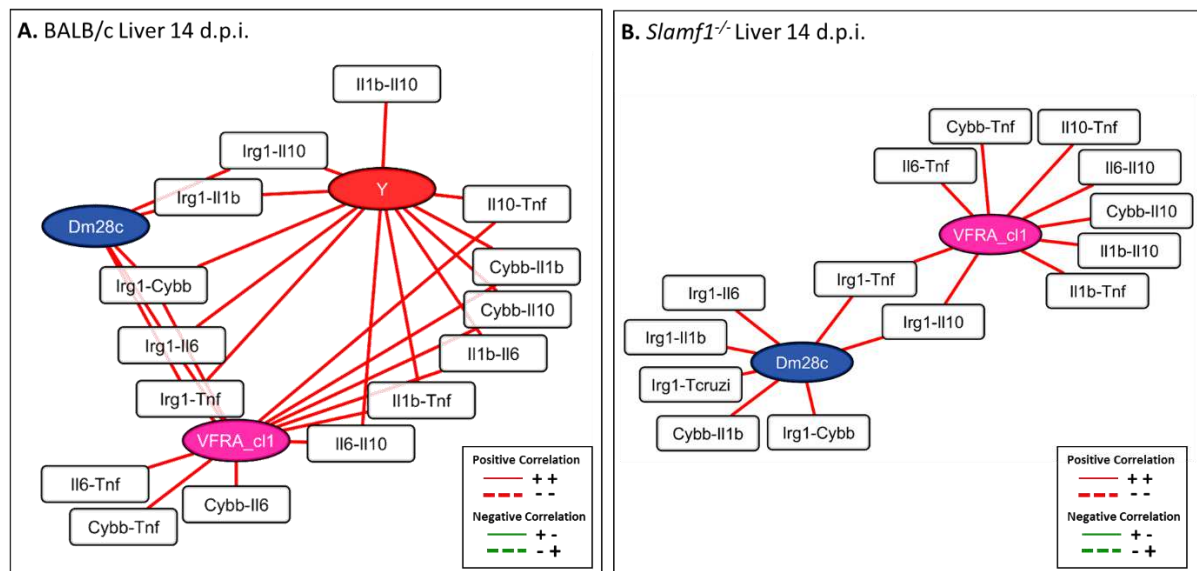 A. BALB/c Liver 14 d.p.i.
Il1b-Il10
Irg1-Il10
Y
Irg1-Il1b
Il10-Tnf
Dm28c
Cybb-Il1b
Irg1-Cybb
Cybb-Il10
Irg1-Il6
Il1b-Il6
Irg1-Tnf
Il1b-Tnf
VFRA_cl1
Il6-Il10
Il6-Tnf
Cybb-Il6
Cybb-Tnf
Positive Correlation
+ +
- -
Negative Correlation
+ -
- +
B. Slamf1-/- Liver 14 d.p.i.
Cybb-Tnf
Il10-Tnf
Il6-Tnf
Il6-Il10
Cybb-Il10
VFRA_cl1
Il1b-Il10
Irg1-Tnf
Il1b-Tnf
Irg1-Il6
Irg1-Il10
Irg1-Il1b
Dm28c
Irg1-Tcruzi
Cybb-Il1b
Irg1-Cybb
Positive Correlation
+ +
- -
Negative Correlation
+ -
- +